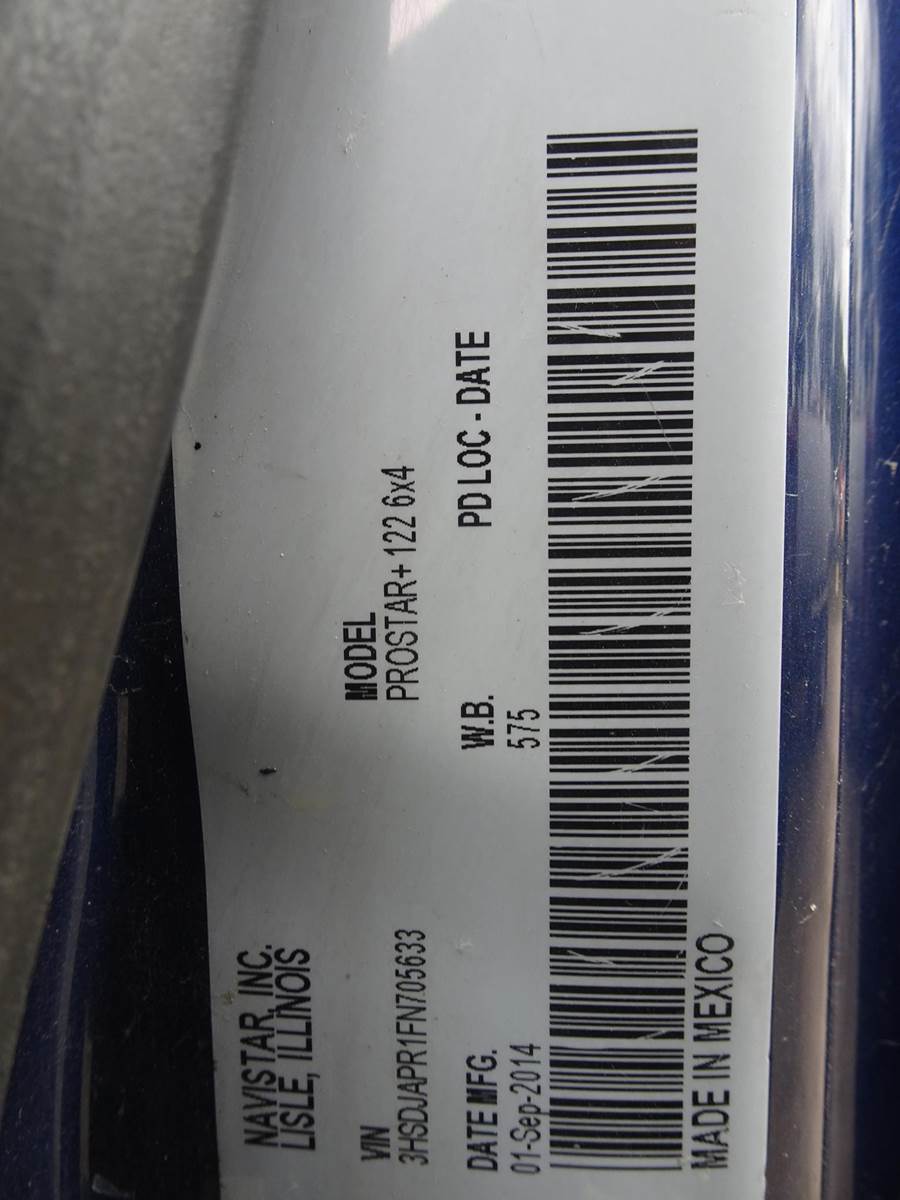 NAVISTAR, INC.
LISLE, ILLINOIS
VIN
3HSDJAPR1FN705633
MODEL
PROSTAR+ 122 6x4
DATE MFG.
01-Sep-2014
W.B.
575
PD LOC - DATE
MADE IN MEXICO